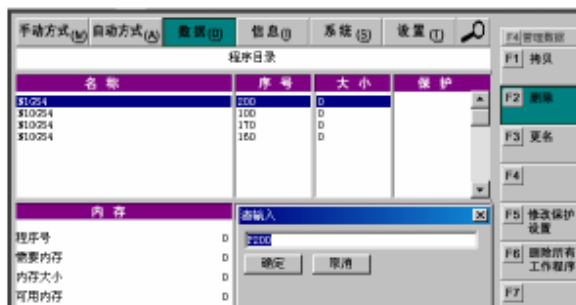 手动方式(M) 自动方式(A) 数据(D) 信息(I) 系统(S) 设置(T)
程序目录
名称 序号 大小 保护
$1/254 200 0
$10/254 100 0
$10/254 170 0
$10/254 160 0
内存
程序号 0
需要内存 0
内存大小 0
可用内存 0
请输入
P200
确定 取消
F4 管理数据
F1 拷贝
F2 删除
F3 更名
F4
F5 修改保护
设置
F6 删除所有
工作程序
F7